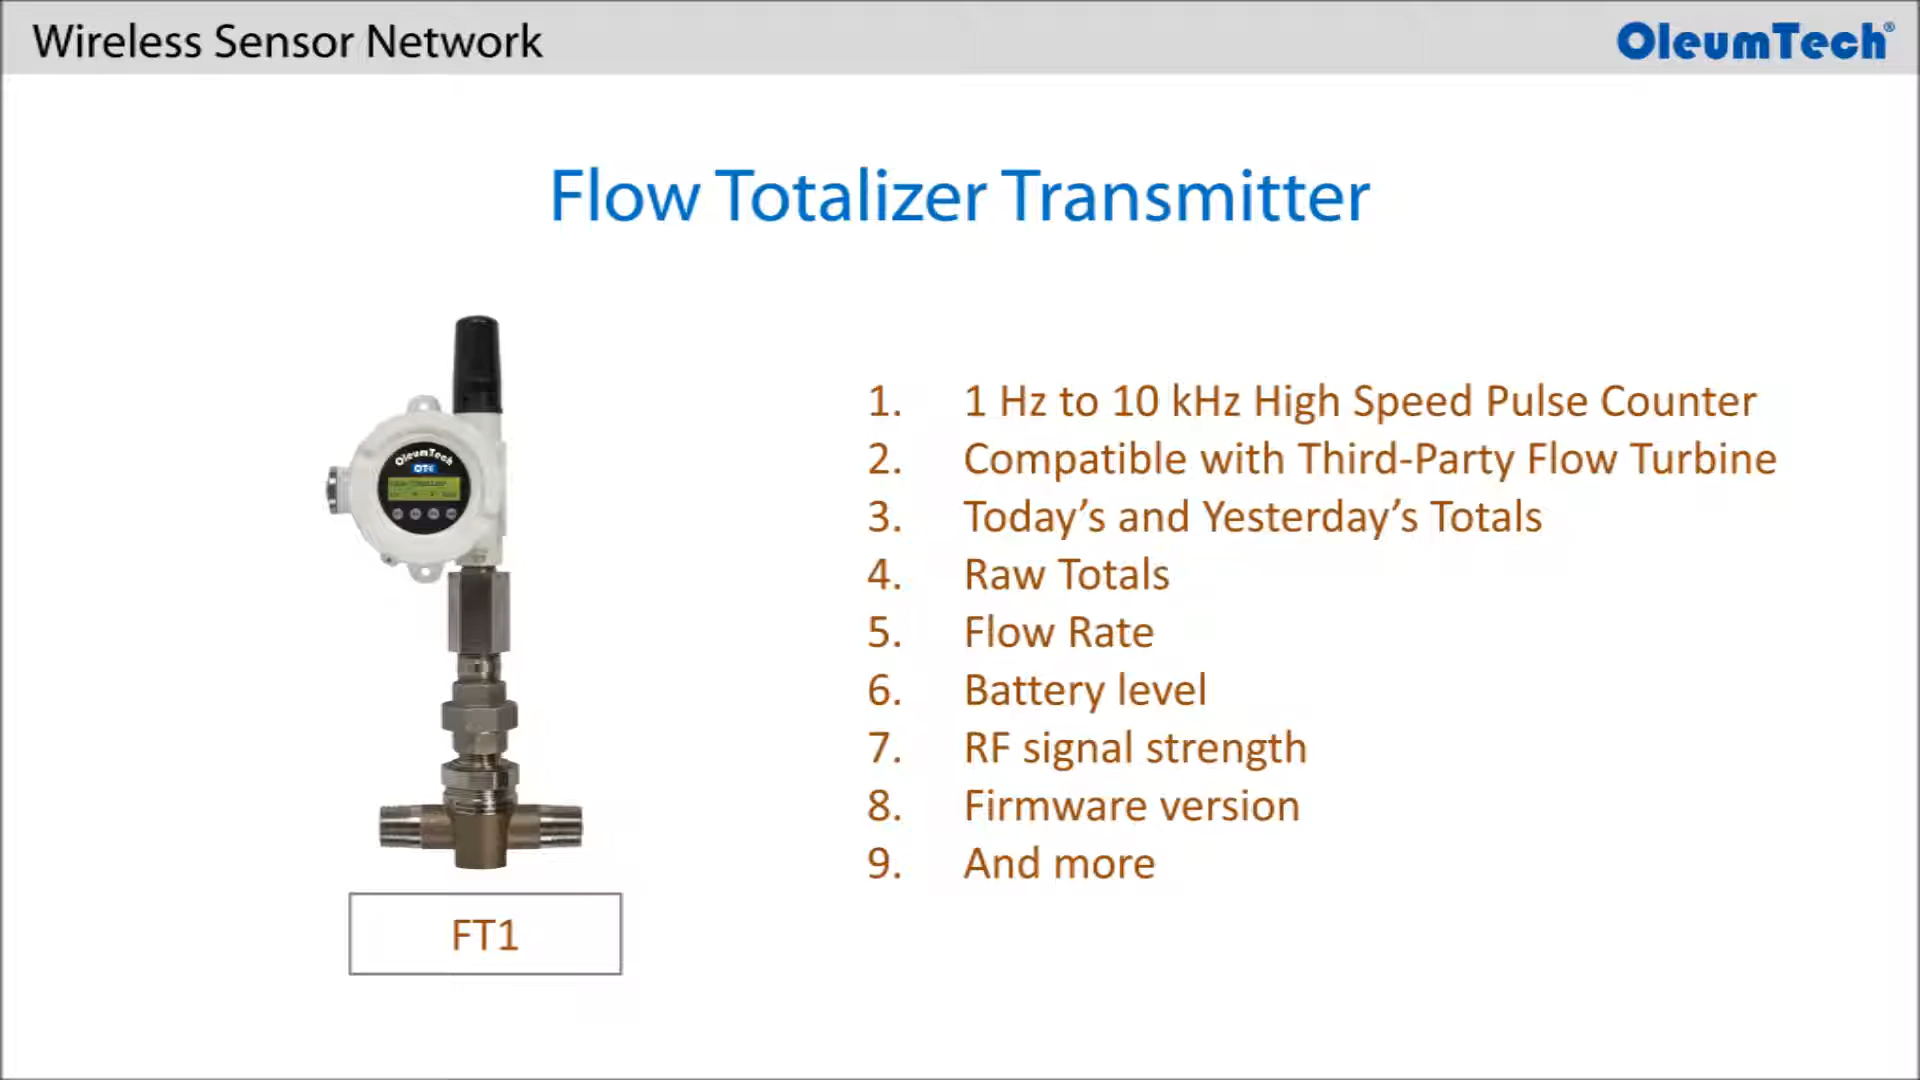 Wireless Sensor Network
OleumTech®
Flow Totalizer Transmitter
OleumTech
1. 1 Hz to 10 kHz High Speed Pulse Counter
2. Compatible with Third-Party Flow Turbine
3. Today’s and Yesterday’s Totals
4. Raw Totals
5. Flow Rate
6. Battery level
7. RF signal strength
8. Firmware version
9. And more
FT1